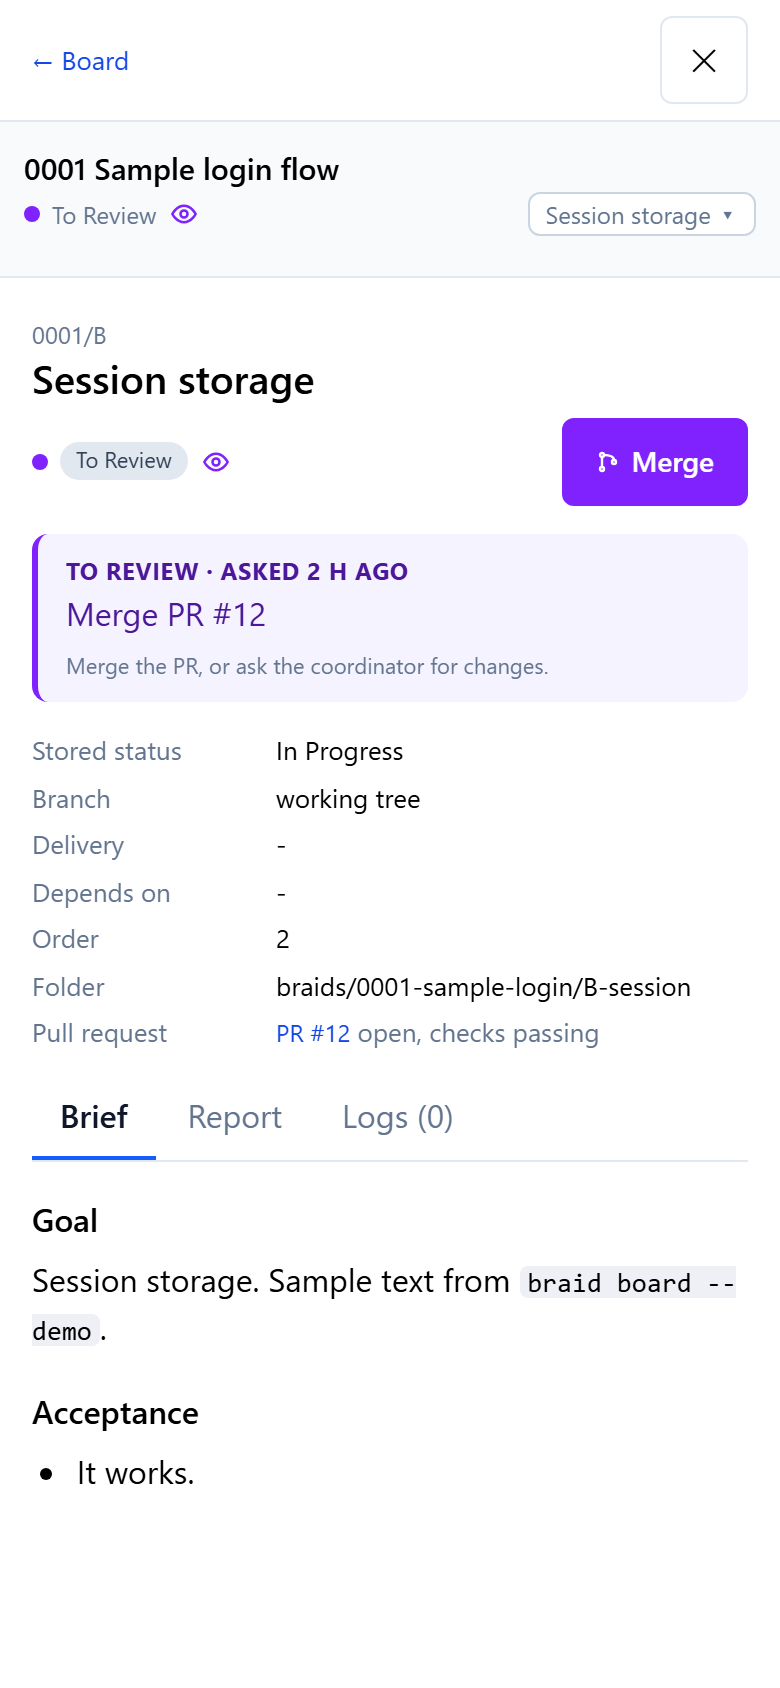 ← Board
0001 Sample login flow
To Review
Session storage ▾
0001/B
Session storage
To Review
Merge
TO REVIEW · ASKED 2 H AGO
Merge PR #12
Merge the PR, or ask the coordinator for changes.
Stored status In Progress
Branch working tree
Delivery -
Depends on -
Order 2
Folder braids/0001-sample-login/B-session
Pull request PR #12 open, checks passing
Brief Report Logs (0)
Goal
Session storage. Sample text from braid board --
demo.
Acceptance
• It works.